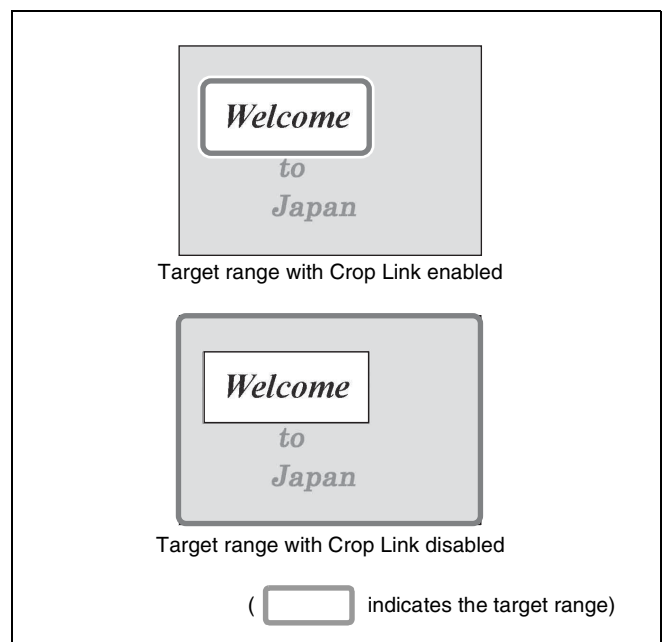 Welcome
to
Japan
Target range with Crop Link enabled
Welcome
to
Japan
Target range with Crop Link disabled
( indicates the target range)